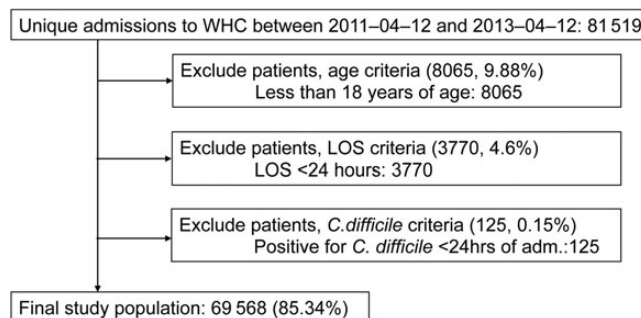 Unique admissions to WHC between 2011–04–12 and 2013–04–12: 81 519
Exclude patients, age criteria (8065, 9.88%)
Less than 18 years of age: 8065
Exclude patients, LOS criteria (3770, 4.6%)
LOS <24 hours: 3770
Exclude patients, C.difficile criteria (125, 0.15%)
Positive for C. difficile <24hrs of adm.:125
Final study population: 69 568 (85.34%)